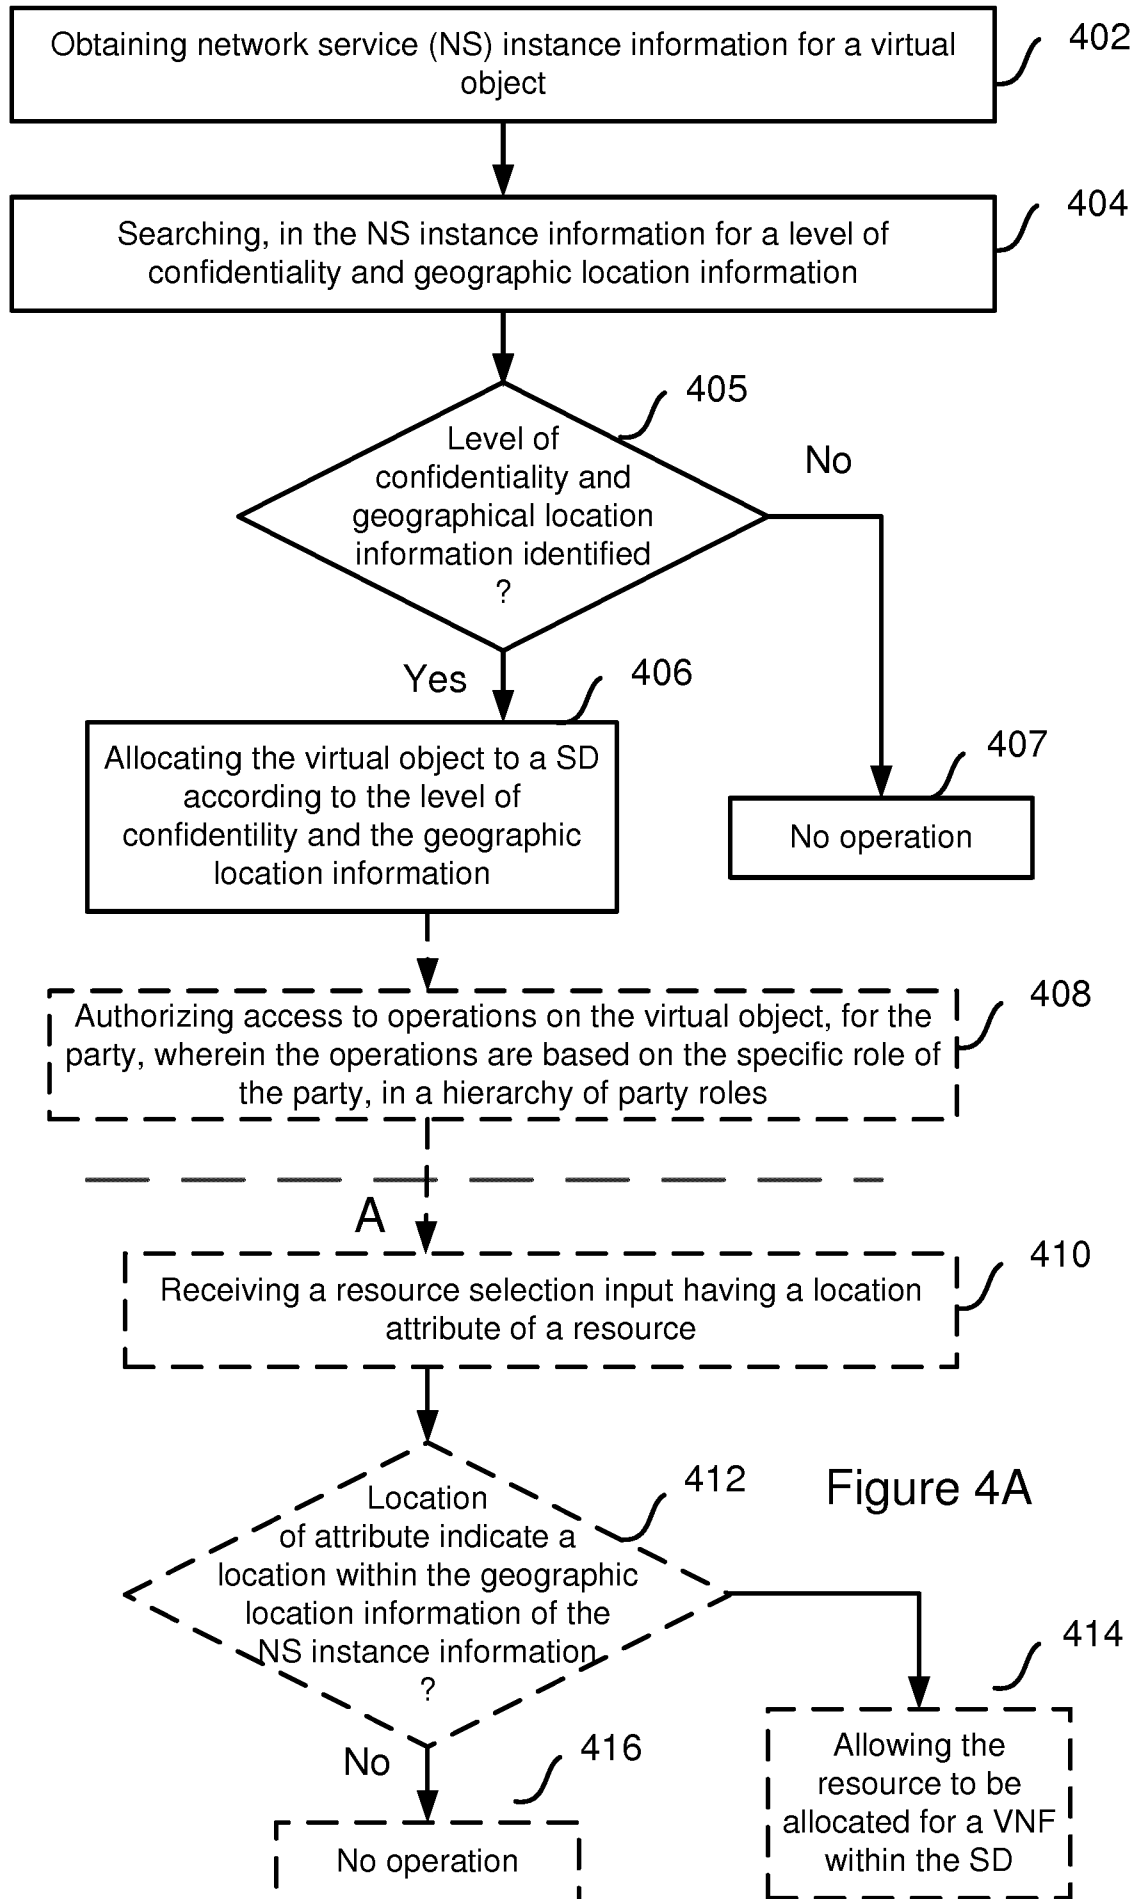 Obtaining network service (NS) instance information for a virtual
object
402
Searching, in the NS instance information for a level of
confidentiality and geographic location information
404
405
Level of
confidentiality and
geographical location
information identified
?
No
Yes
406
Allocating the virtual object to a SD
according to the level of
confidentility and the geographic
location information
407
No operation
408
Authorizing access to operations on the virtual object, for the
party, wherein the operations are based on the specific role of
the party, in a hierarchy of party roles
A
410
Receiving a resource selection input having a location
attribute of a resource
412
Figure 4A
Location
of attribute indicate a
location within the geographic
location information of the
NS instance information
?
414
No
416
Allowing the
resource to be
allocated for a VNF
within the SD
No operation